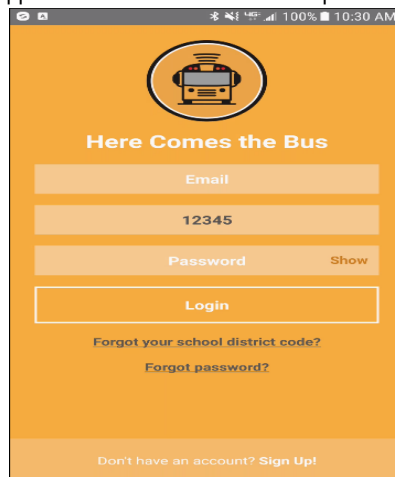 100% 10:30 AM
Here Comes the Bus
Email
12345
Password Show
Login
Forgot your school district code?
Forgot password?
Don't have an account? Sign Up!